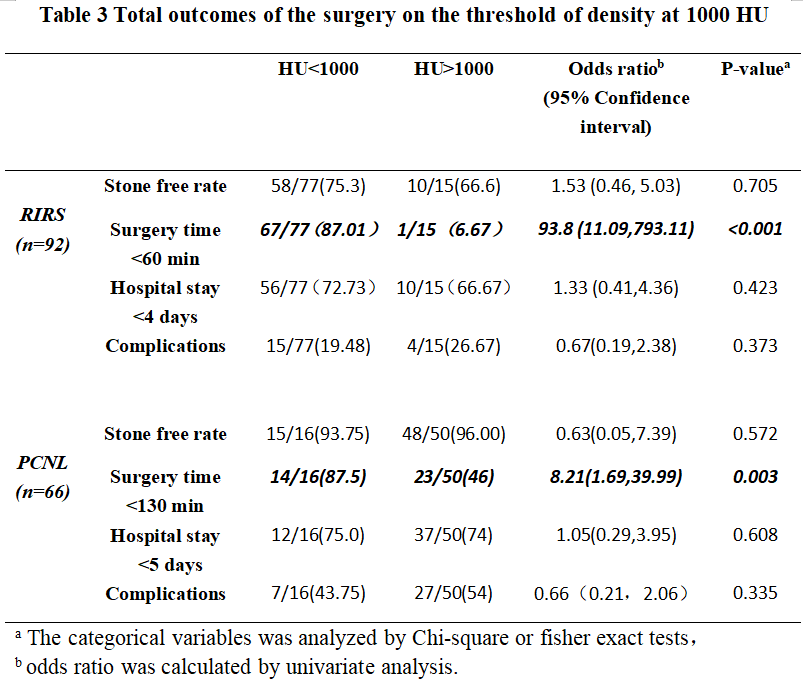 Table 3 Total outcomes of the surgery on the threshold of density at 1000 HU
HU<1000 HU>1000 Odds ratioᵇ P-valueᵃ
(95% Confidence
interval)
RIRS
(n=92)
Stone free rate 58/77(75.3) 10/15(66.6) 1.53 (0.46, 5.03) 0.705
Surgery time 67/77（87.01） 1/15 （6.67） 93.8 (11.09,793.11) <0.001
<60 min
Hospital stay 56/77（72.73） 10/15（66.67） 1.33 (0.41,4.36) 0.423
<4 days
Complications 15/77(19.48) 4/15(26.67) 0.67(0.19,2.38) 0.373
PCNL
(n=66)
Stone free rate 15/16(93.75) 48/50(96.00) 0.63(0.05,7.39) 0.572
Surgery time 14/16(87.5) 23/50(46) 8.21(1.69,39.99) 0.003
<130 min
Hospital stay 12/16(75.0) 37/50(74) 1.05(0.29,3.95) 0.608
<5 days
Complications 7/16(43.75) 27/50(54) 0.66（0.21，2.06） 0.335
ᵃ The categorical variables was analyzed by Chi-square or fisher exact tests，
ᵇ odds ratio was calculated by univariate analysis.